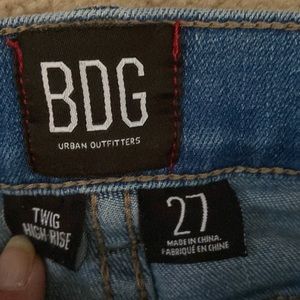 BDG
URBAN OUTFITTERS
TWIG
HIGH-RISE
27
MADE IN CHINA.
FABRIQUÉ EN CHINE